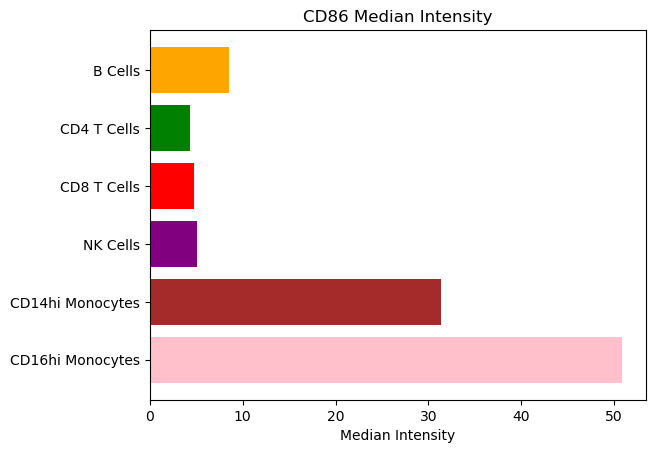 CD86 Median Intensity
B Cells
CD4 T Cells
CD8 T Cells
NK Cells
CD14hi Monocytes
CD16hi Monocytes
0 10 20 30 40 50
Median Intensity